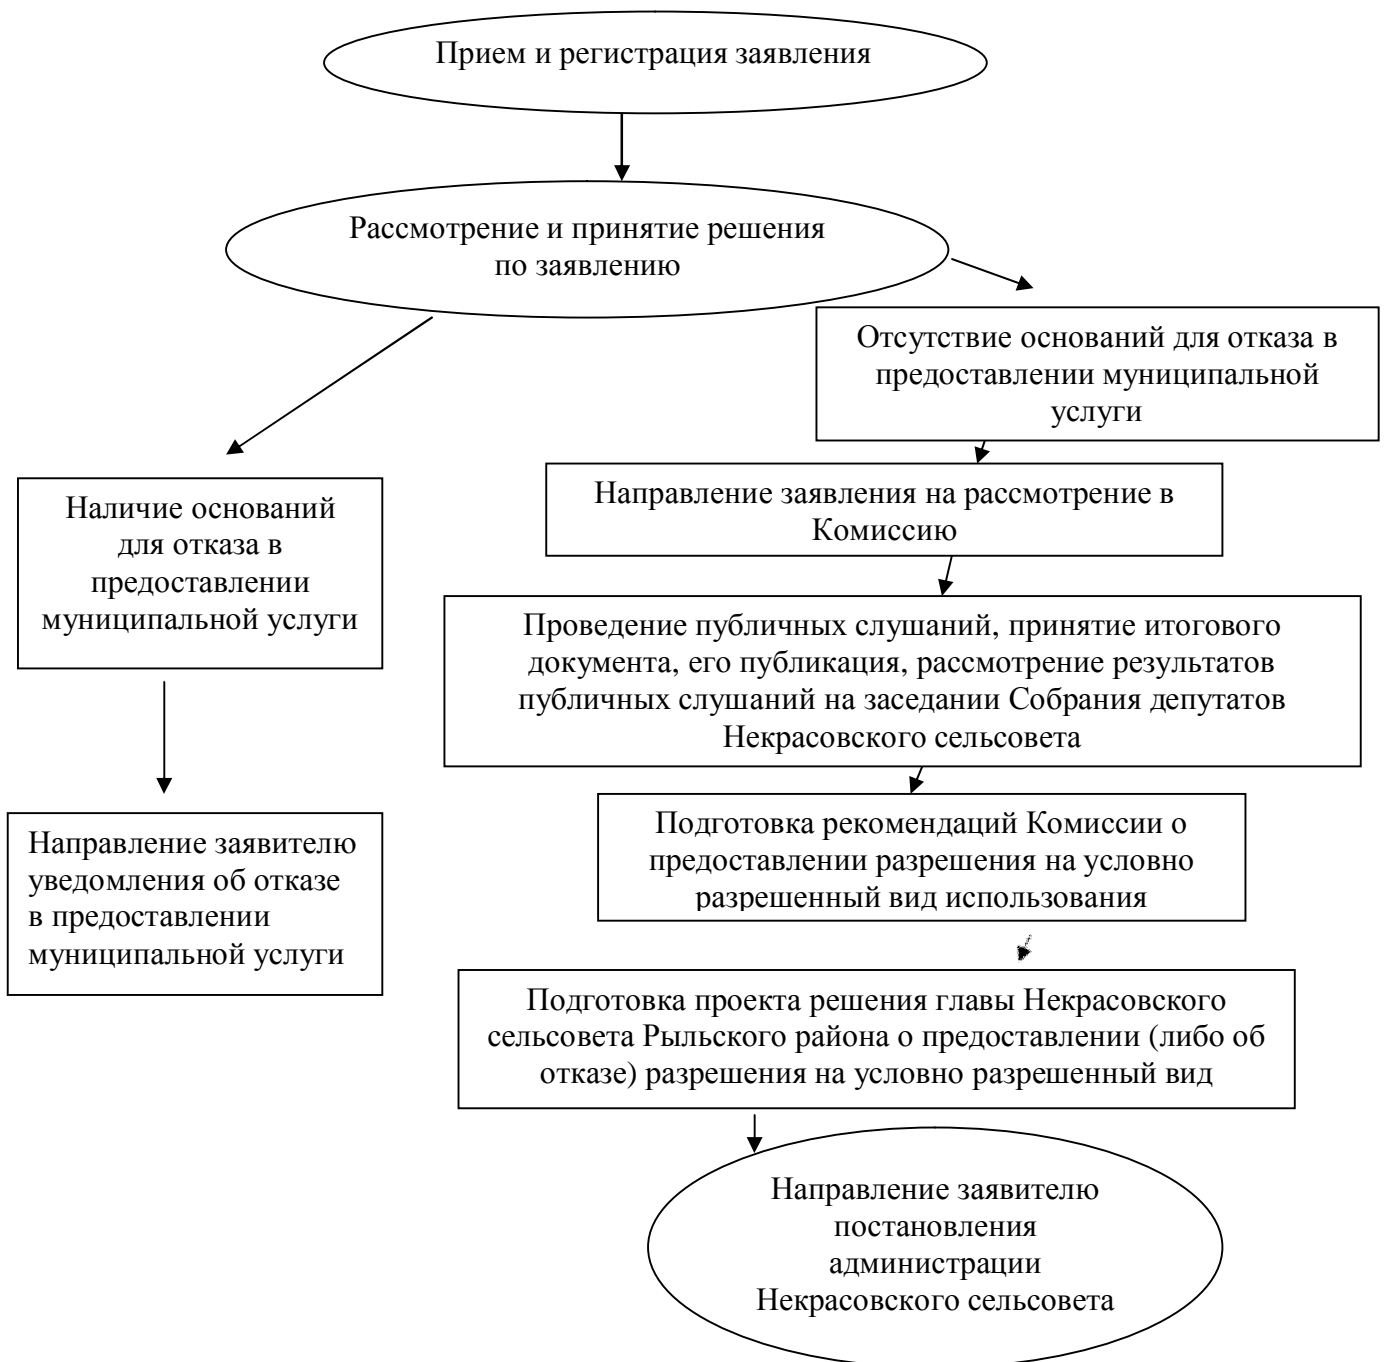 Прием и регистрация заявления
Рассмотрение и принятие решения
по заявлению
Отсутствие оснований для отказа в
предоставлении муниципальной
услуги
Наличие оснований
для отказа в
предоставлении
муниципальной услуги
Направление заявления на рассмотрение в
Комиссию
Проведение публичных слушаний, принятие итогового
документа, его публикация, рассмотрение результатов
публичных слушаний на заседании Собрания депутатов
Некрасовского сельсовета
Направление заявителю
уведомления об отказе
в предоставлении
муниципальной услуги
Подготовка рекомендаций Комиссии о
предоставлении разрешения на условно
разрешенный вид использования
Подготовка проекта решения главы Некрасовского
сельсовета Рыльского района о предоставлении (либо об
отказе) разрешения на условно разрешенный вид
Направление заявителю
постановления
администрации
Некрасовского сельсовета